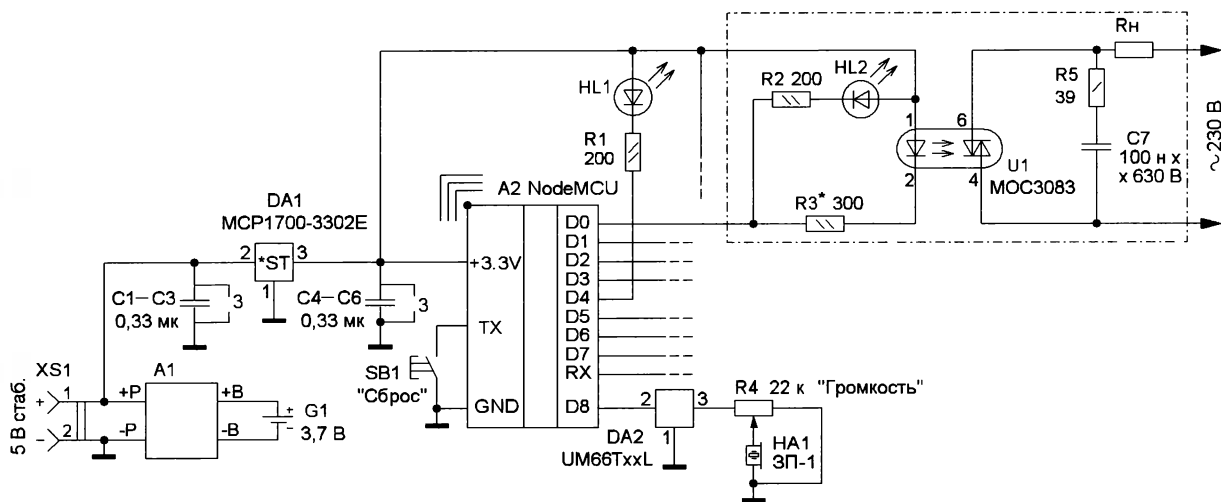 Rн
HL1
R2 200
HL2
R5
39
R1
200
1
6
C7
100 н x
x 630 В
~230 В
2
4
U1
MOC3083
A2 NodeMCU
R3* 300
DA1
MCP1700-3302E
D0
D1
2
*ST
3
+3.3V
D2
D3
1
D4
C1–C3
0,33 мк
3
C4–C6
0,33 мк
3
TX
D5
D6
D7
RX
SB1
"Сброс"
GND
D8
XS1
5 В стаб.
+
1
–
2
A1
+P
-P
+B
-B
+
–
G1
3,7 В
2
3
1
DA2
UM66TxxL
R4 22 к "Громкость"
HA1
ЗП-1